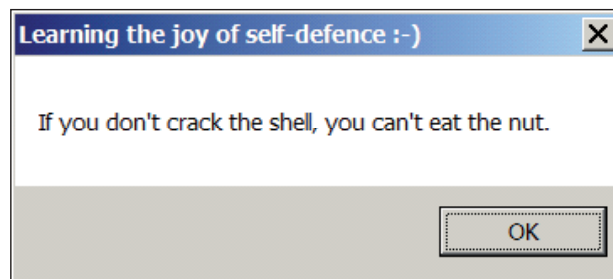 Learning the joy of self-defence :-)
If you don't crack the shell, you can't eat the nut.
OK